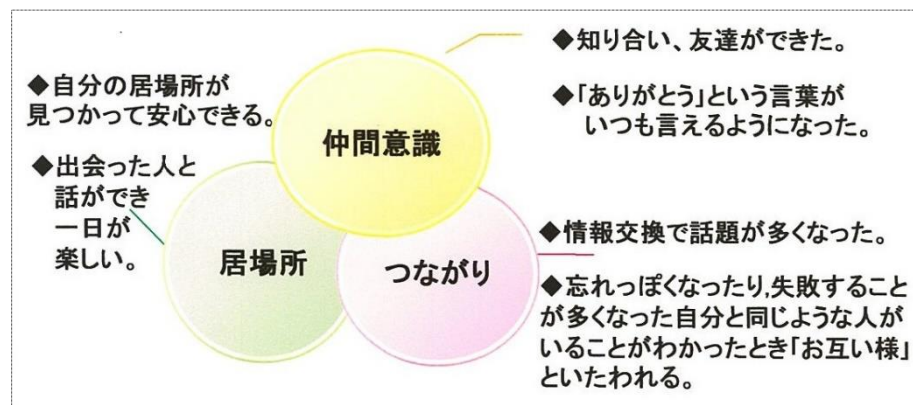 ◆知り合い、友達ができた。
◆「ありがとう」という言葉が
いつも言えるようになった。
◆自分の居場所が
見つかって安心できる。
◆出会った人と
話ができ
一日が
楽しい。
仲間意識
居場所
つながり
◆情報交換で話題が多くなった。
◆忘れっぽくなったり,失敗すること
が多くなった自分と同じような人が
いることがわかったとき「お互い様」
といたわれる。